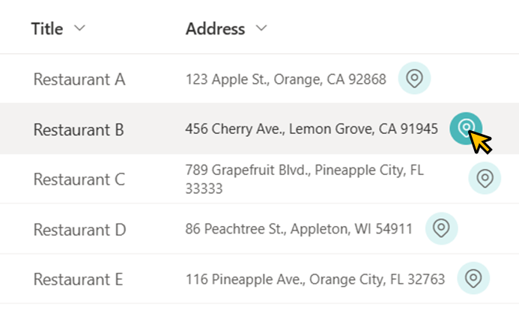 Title Address
Restaurant A 123 Apple St., Orange, CA 92868
Restaurant B 456 Cherry Ave., Lemon Grove, CA 91945
Restaurant C 789 Grapefruit Blvd., Pineapple City, FL
33333
Restaurant D 86 Peachtree St., Appleton, WI 54911
Restaurant E 116 Pineapple Ave., Orange City, FL 32763